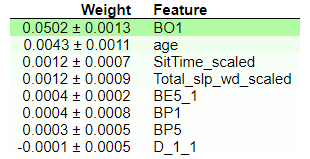 Weight Feature
0.0502 ± 0.0013 BO1
0.0043 ± 0.0011 age
0.0012 ± 0.0007 SitTime_scaled
0.0012 ± 0.0009 Total_slp_wd_scaled
0.0004 ± 0.0002 BE5_1
0.0004 ± 0.0008 BP1
0.0003 ± 0.0005 BP5
-0.0001 ± 0.0005 D_1_1